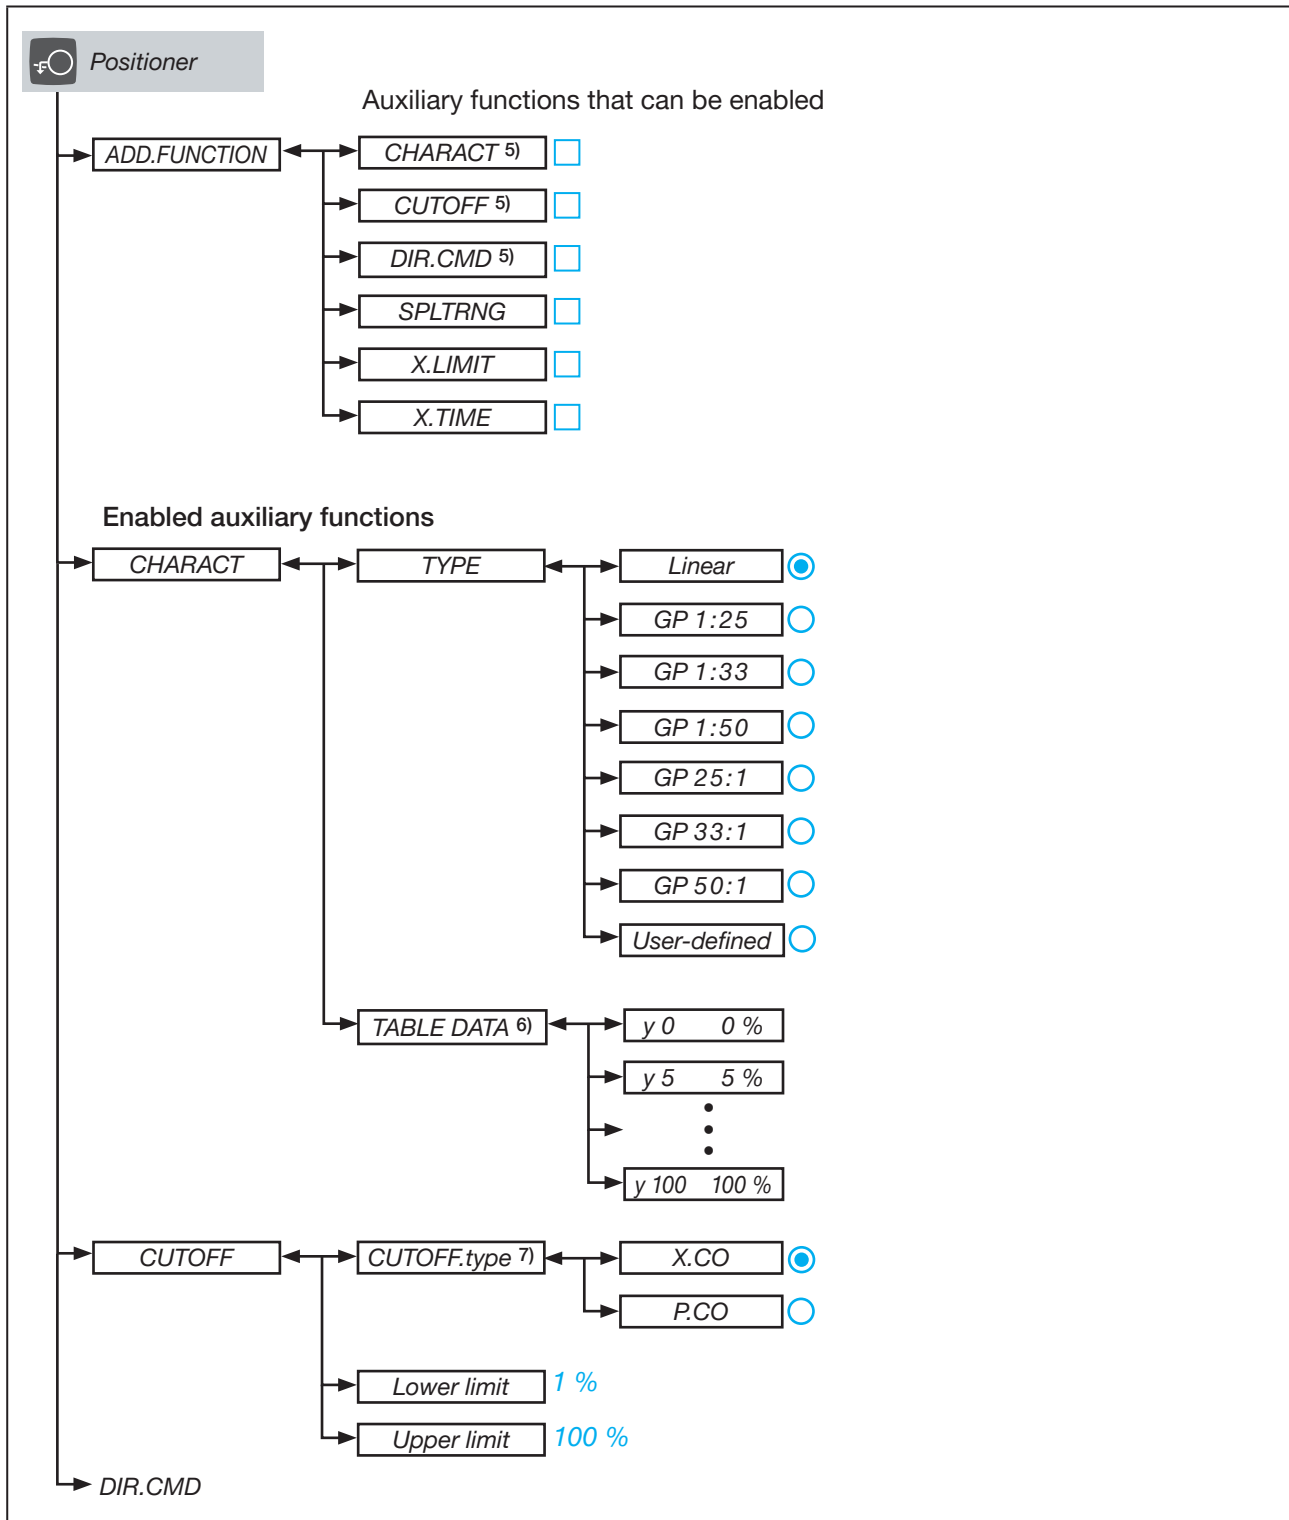 Positioner
Auxiliary functions that can be enabled
ADD.FUNCTION
CHARACT 5)
CUTOFF 5)
DIR.CMD 5)
SPLTRNG
X.LIMIT
X.TIME
Enabled auxiliary functions
CHARACT
TYPE
Linear
GP 1:25
GP 1:33
GP 1:50
GP 25:1
GP 33:1
GP 50:1
User-defined
TABLE DATA 6)
y 0 0 %
y 5 5 %
y 100 100 %
CUTOFF
CUTOFF.type 7)
X.CO
P.CO
Lower limit 1 %
Upper limit 100 %
DIR.CMD